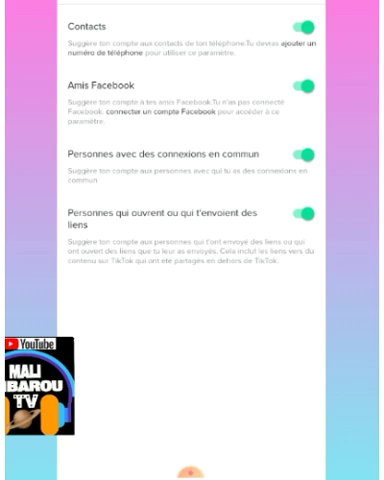 Contacts
Suggère ton compte aux contacts de ton téléphone.Tu devras ajouter un
numéro de téléphone pour utiliser ce paramètre.
Amis Facebook
Suggère ton compte à tes amis Facebook.Tu n'as pas connecté
Facebook, connecter un compte Facebook pour accéder à ce
paramètre.
Personnes avec des connexions en commun
Suggère ton compte aux personnes avec qui tu as des connexions en
commun
Personnes qui ouvrent ou qui t'envoient des
liens
Suggère ton compte aux personnes qui t'ont envoyé des liens ou qui
ont ouvert des liens que tu leur as envoyés. Cela inclut les liens vers du
contenu sur TikTok qui ont été partagés en dehors de TikTok.
YouTube
MALI
BAROU
TV